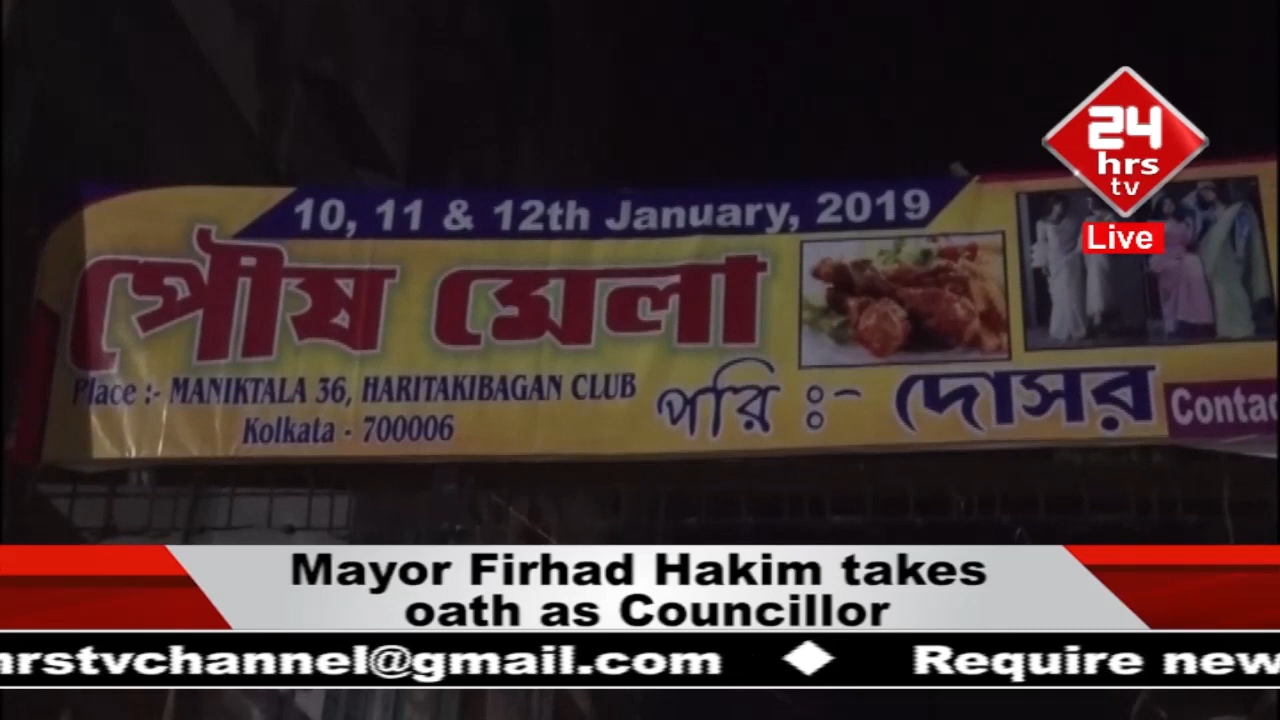 24
hrs
tv
Live
10, 11 & 12th January, 2019
পৌষ মেলা
Place :- MANIKTALA 36, HARITAKIBAGAN CLUB
Kolkata - 700006
পরি ঃ- দোসর
Contac
Mayor Firhad Hakim takes
oath as Councillor
hrstvchannel@gmail.com ◆ Require new